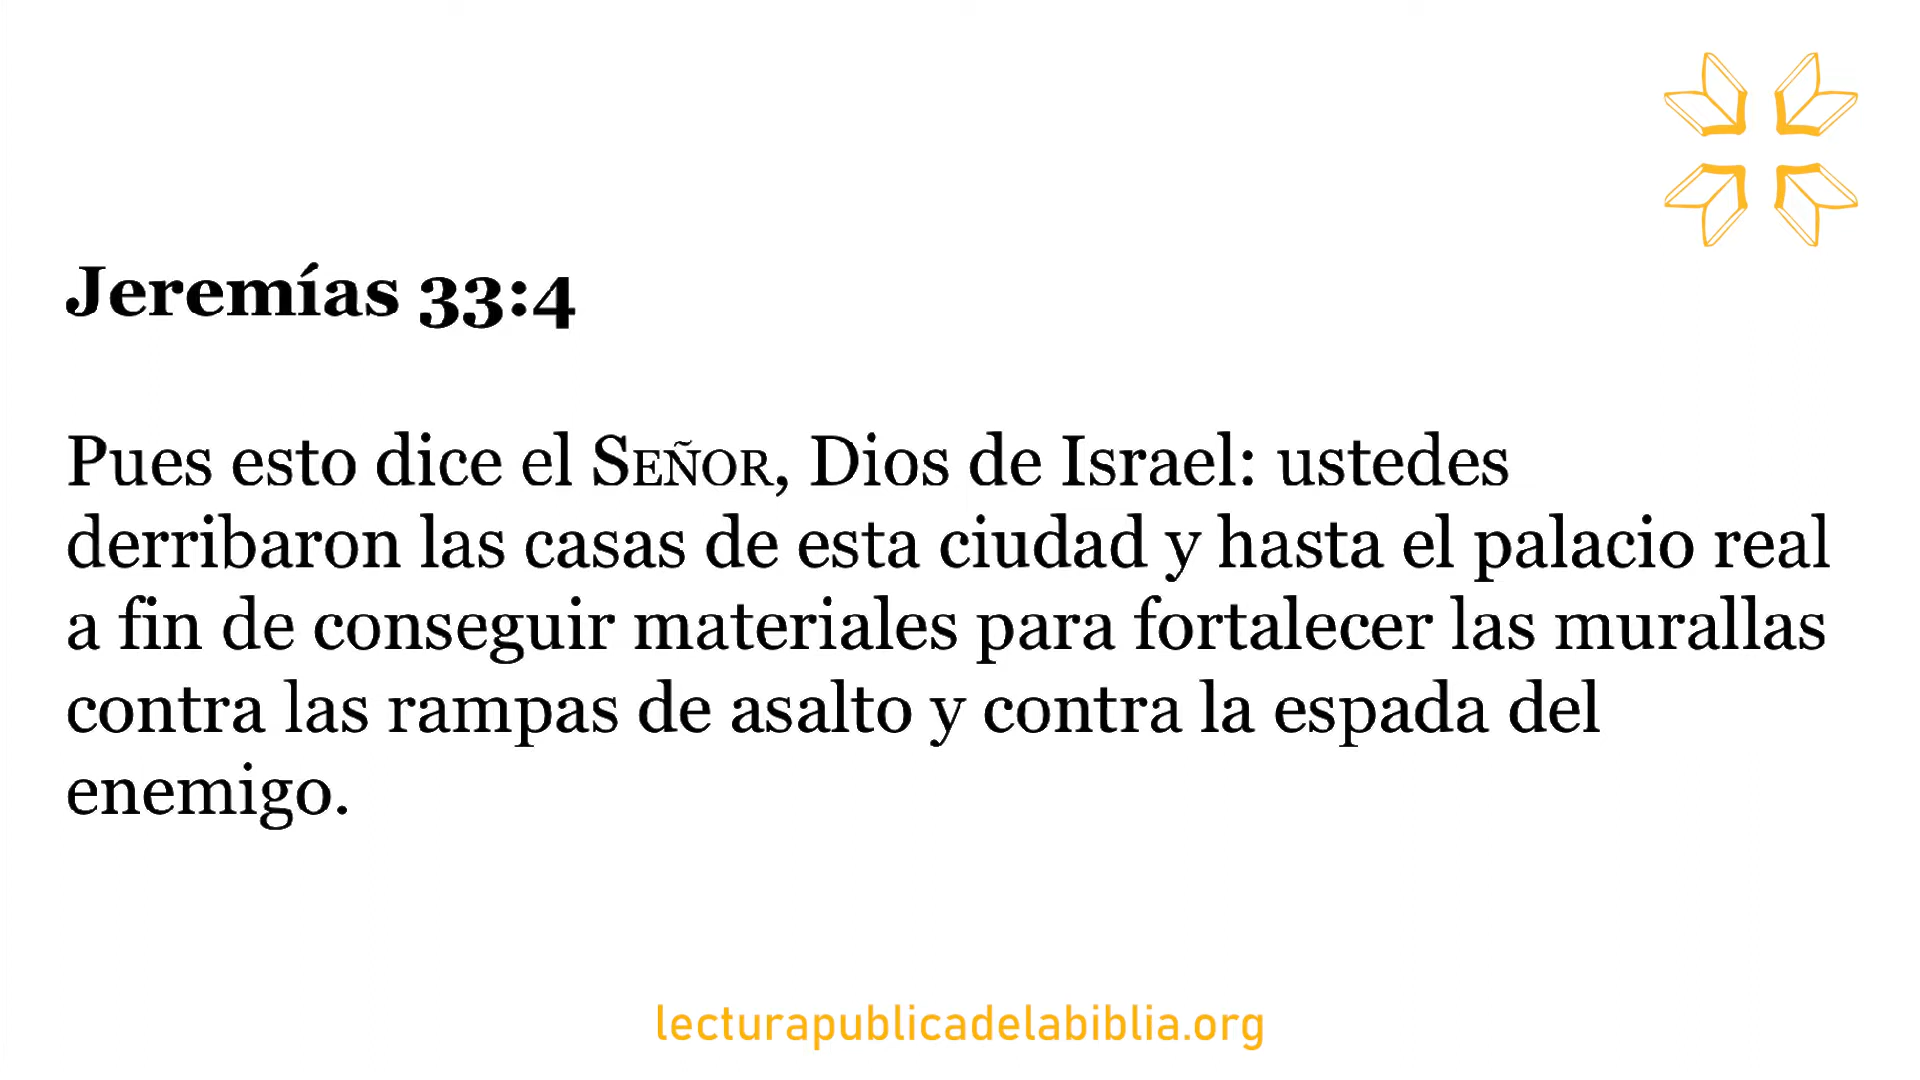 Jeremías 33:4
Pues esto dice el SEÑOR, Dios de Israel: ustedes
derribaron las casas de esta ciudad y hasta el palacio real
a fin de conseguir materiales para fortalecer las murallas
contra las rampas de asalto y contra la espada del
enemigo.
lecturapublicadelabiblia.org